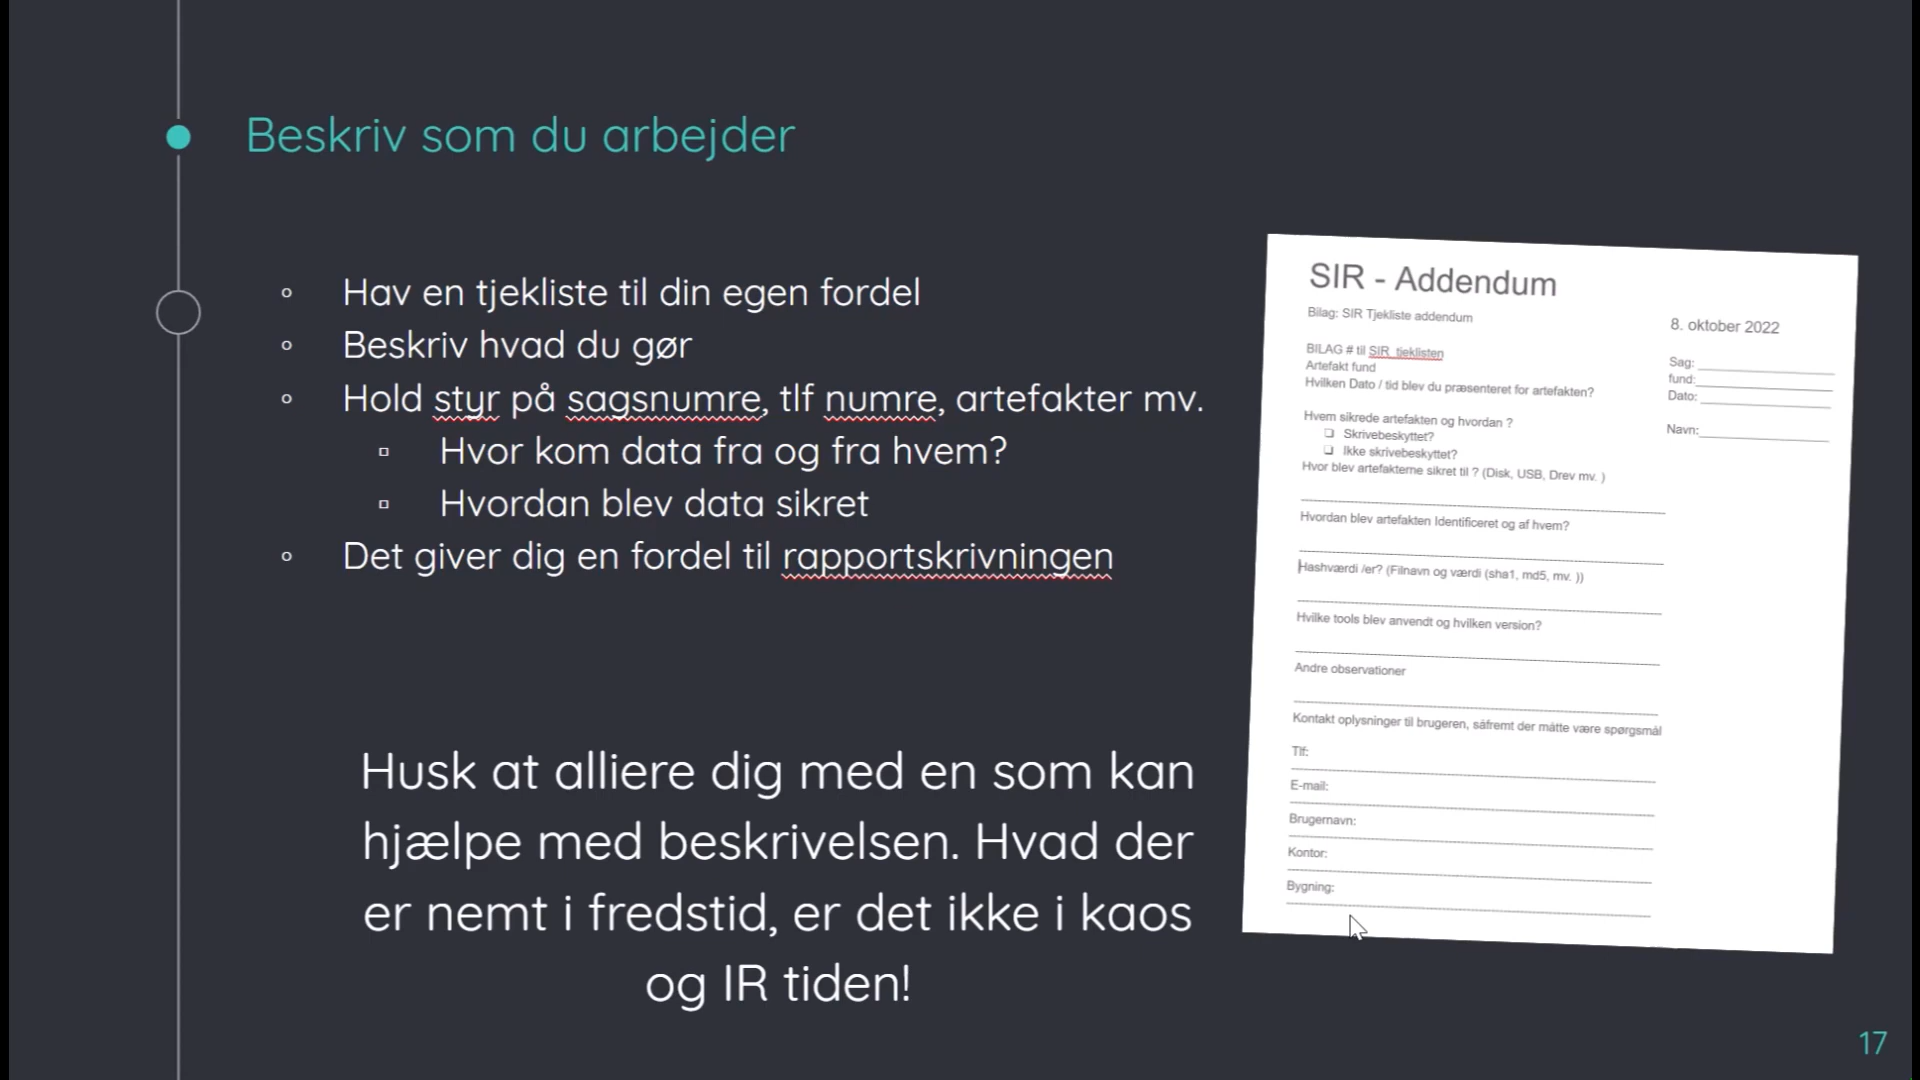 Beskriv som du arbejder
Hav en tjekliste til din egen fordel
Beskriv hvad du gør
Hold styr på sagsnumre, tlf numre, artefakter mv.
Hvor kom data fra og fra hvem?
Hvordan blev data sikret
Det giver dig en fordel til rapportskrivningen
Husk at alliere dig med en som kan
hjælpe med beskrivelsen. Hvad der
er nemt i fredstid, er det ikke i kaos
og IR tiden!
SIR - Addendum
Bilag: SIR Tjekliste addendum
8. oktober 2022
BILAG # til SIR tjeklisten
Artefakt fund
Hvilken Dato / tid blev du præsenteret for artefakten?
Sag:
fund:
Dato:
Navn:
Hvem sikrede artefakten og hvordan ?
Skrivebeskyttet?
Ikke skrivebeskyttet?
Hvor blev artefakterne sikret til ? (Disk, USB, Drev mv. )
Hvordan blev artefakten Identificeret og af hvem?
Hashværdi /er? (Filnavn og værdi (sha1, md5, mv. ))
Hvilke tools blev anvendt og hvilken version?
Andre observationer
Kontakt oplysninger til brugeren, såfremt der måtte være spørgsmål
Tlf:
E-mail:
Brugernavn:
Kontor:
Bygning:
17